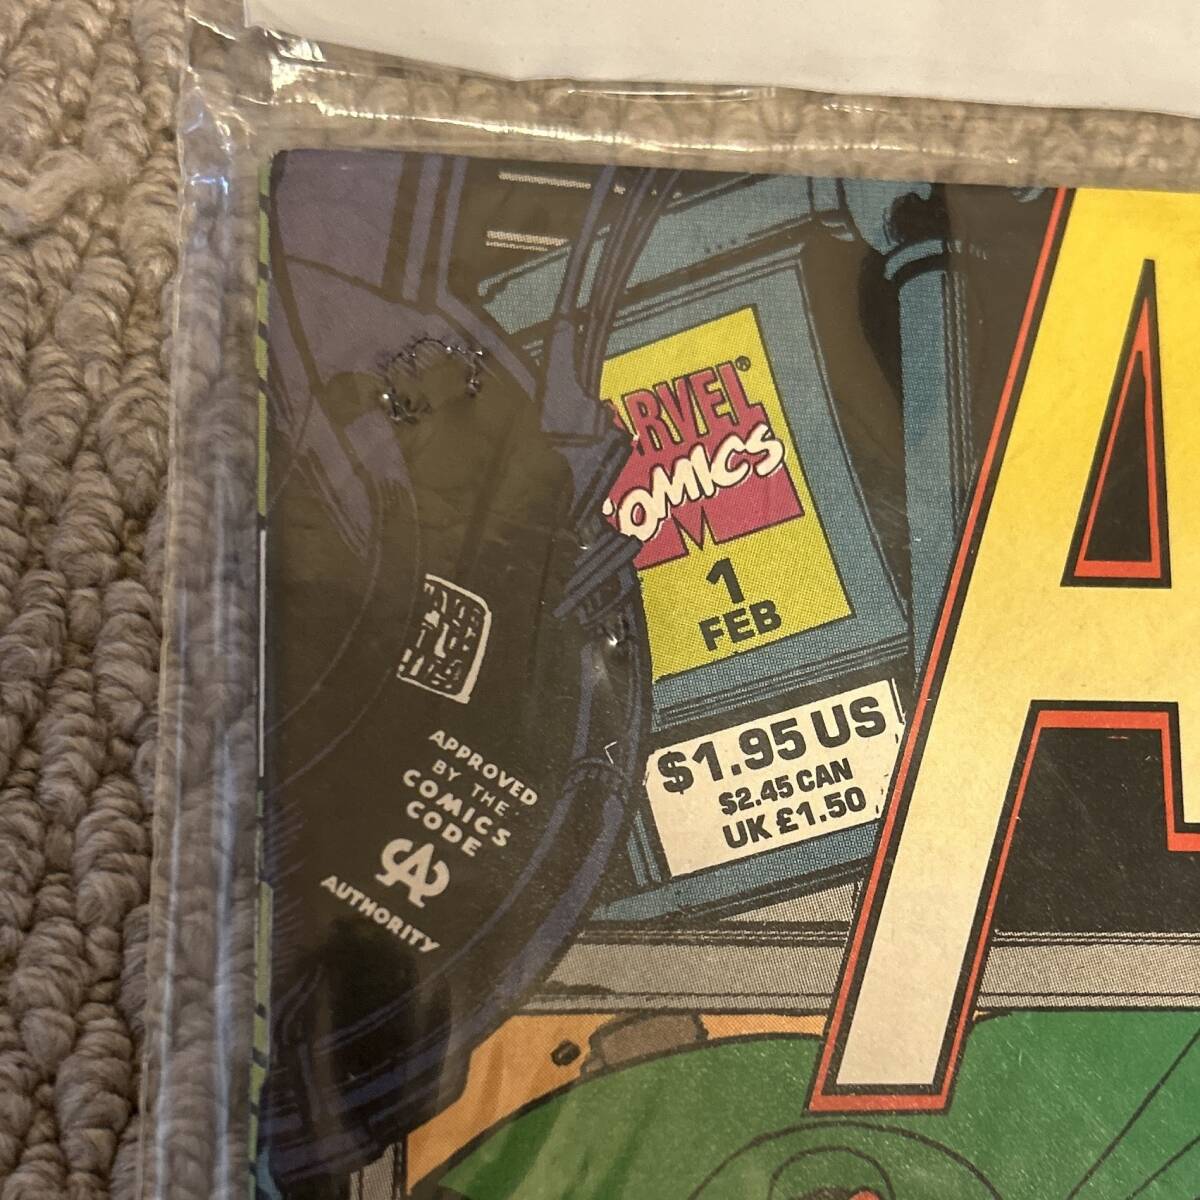 MARVEL®
COMICS
1
FEB
$1.95 US
$2.45 CAN
UK £1.50
APPROVED
BY THE
COMICS
CODE
CA
AUTHORITY
A